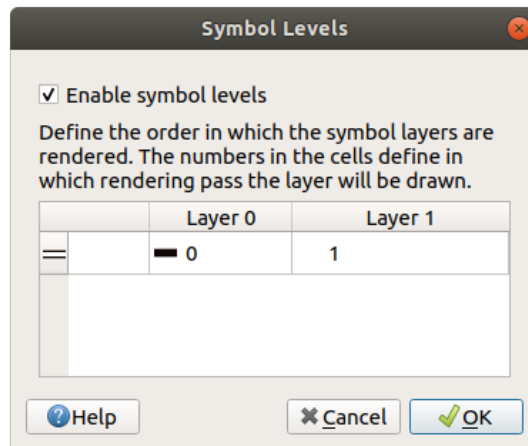 Symbol Levels
Enable symbol levels
Define the order in which the symbol layers are
rendered. The numbers in the cells define in
which rendering pass the layer will be drawn.
Layer 0 Layer 1
0 1
Help Cancel OK